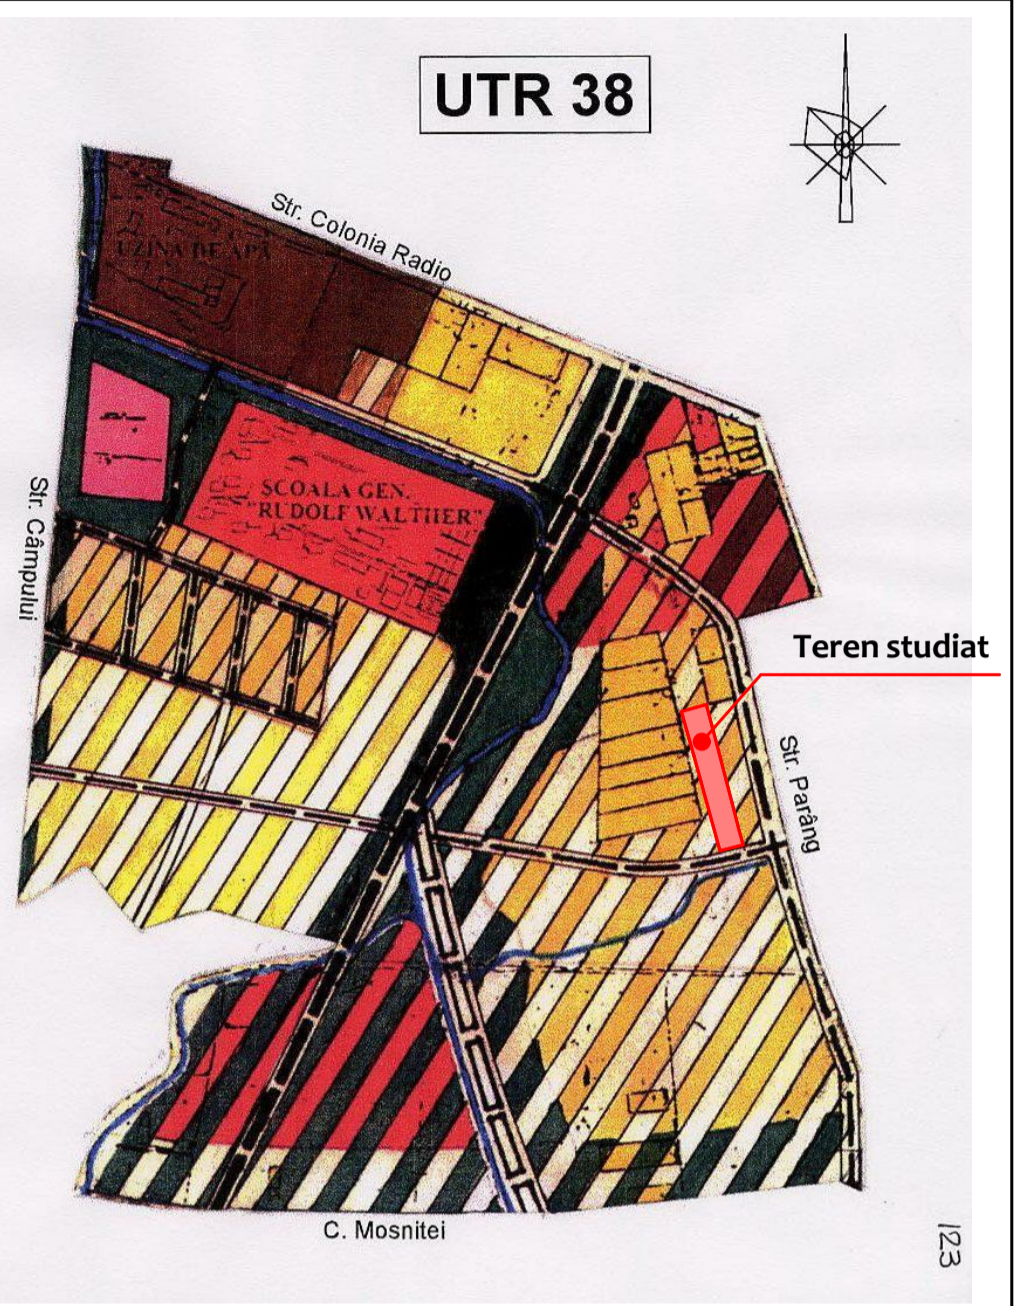 UTR 38
Str. Colonia Radio
UZINA DE APĂ
ȘCOALA GEN.
"RUDOLF WALTHER"
Str. Câmpului
Teren studiat
Str. Parâng
C. Mosnitei
123